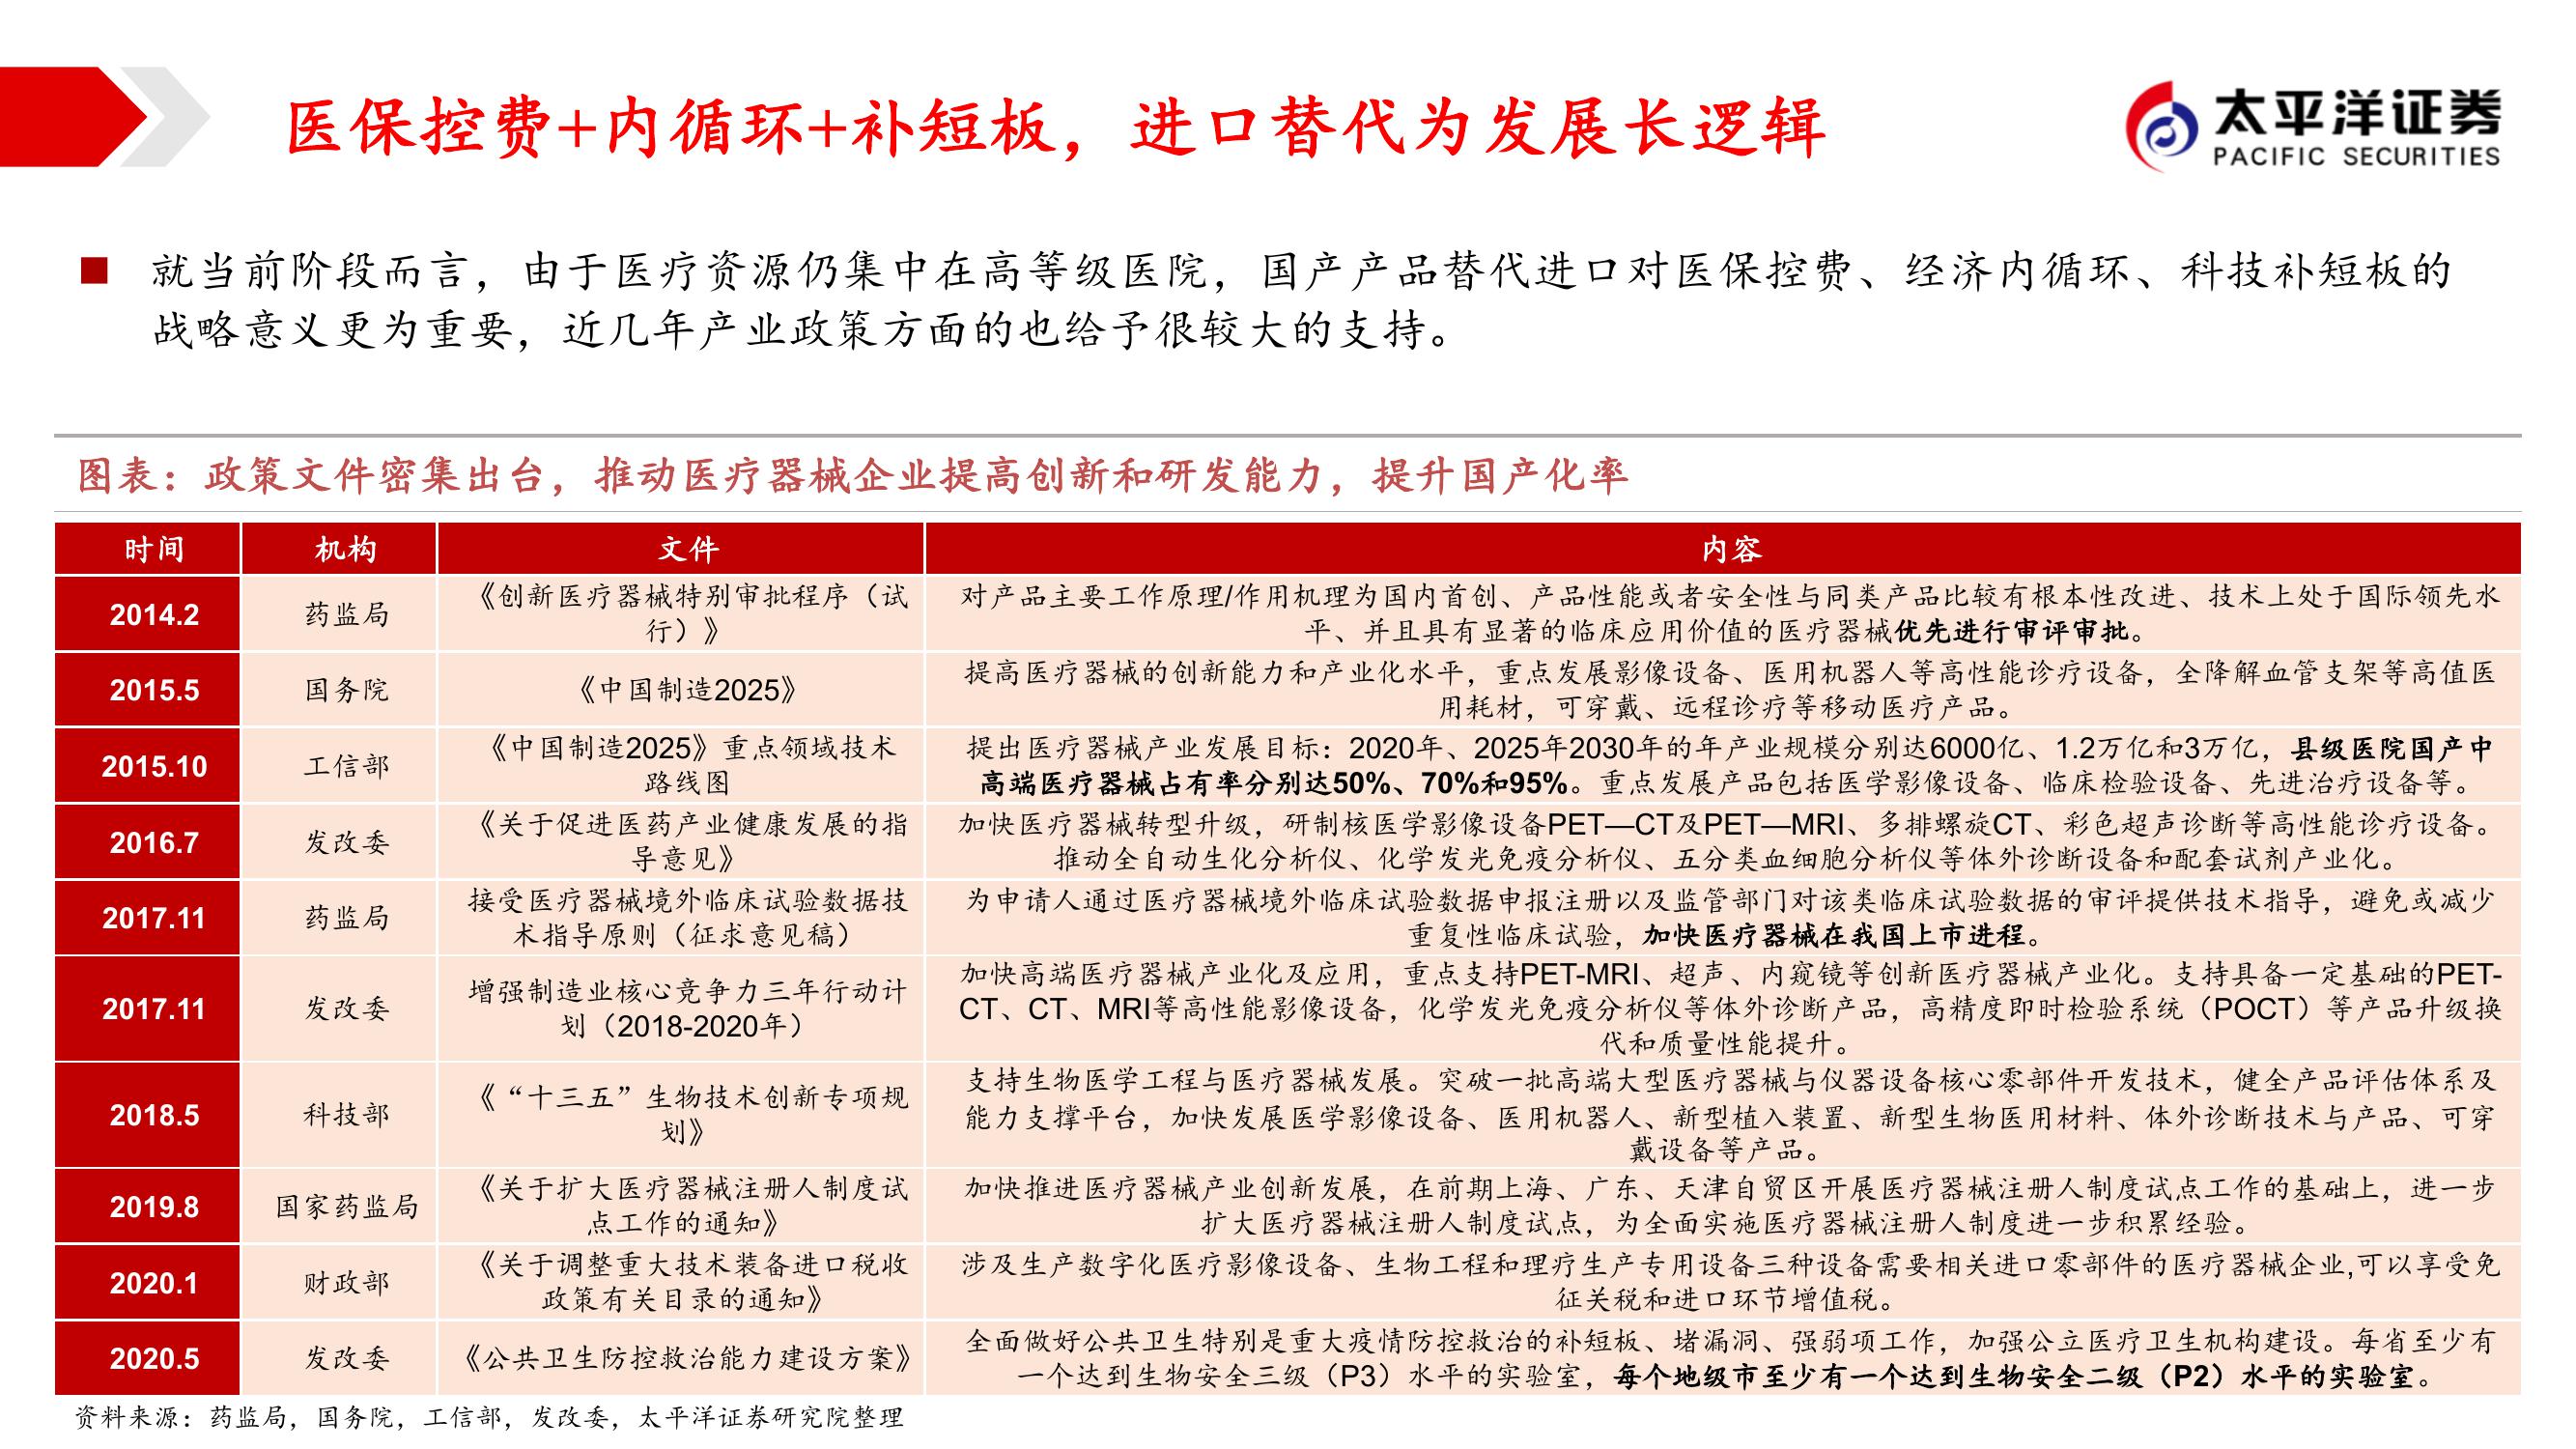 医保控费+内循环+补短板，进口替代为发展长逻辑
太平洋证券
PACIFIC SECURITIES
就当前阶段而言，由于医疗资源仍集中在高等级医院，国产产品替代进口对医保控费、经济内循环、科技补短板的
战略意义更为重要，近几年产业政策方面的也给予很较大的支持。
图表：政策文件密集出台，推动医疗器械企业提高创新和研发能力，提升国产化率
时间 机构 文件 内容
2014.2
药监局
《创新医疗器械特别审批程序（试
行）》
对产品主要工作原理/作用机理为国内首创、产品性能或者安全性与同类产品比较有根本性改进、技术上处于国际领先水
平、并且具有显著的临床应用价值的医疗器械优先进行审评审批。
2015.5
国务院
《中国制造2025》
提高医疗器械的创新能力和产业化水平，重点发展影像设备、医用机器人等高性能诊疗设备，全降解血管支架等高值医
用耗材，可穿戴、远程诊疗等移动医疗产品。
2015.10
工信部
《中国制造2025》重点领域技术
路线图
提出医疗器械产业发展目标：2020年、2025年2030年的年产业规模分别达6000亿、1.2万亿和3万亿，县级医院国产中
高端医疗器械占有率分别达50%、70%和95%。重点发展产品包括医学影像设备、临床检验设备、先进治疗设备等。
2016.7
发改委
《关于促进医药产业健康发展的指
导意见》
加快医疗器械转型升级，研制核医学影像设备PET—CT及PET—MRI、多排螺旋CT、彩色超声诊断等高性能诊疗设备。
推动全自动生化分析仪、化学发光免疫分析仪、五分类血细胞分析仪等体外诊断设备和配套试剂产业化。
2017.11
药监局
接受医疗器械境外临床试验数据技
术指导原则（征求意见稿）
为申请人通过医疗器械境外临床试验数据申报注册以及监管部门对该类临床试验数据的审评提供技术指导，避免或减少
重复性临床试验，加快医疗器械在我国上市进程。
2017.11
发改委
增强制造业核心竞争力三年行动计
划（2018-2020年）
加快高端医疗器械产业化及应用，重点支持PET-MRI、超声、内窥镜等创新医疗器械产业化。支持具备一定基础的PET-
CT、CT、MRI等高性能影像设备，化学发光免疫分析仪等体外诊断产品，高精度即时检验系统（POCT）等产品升级换
代和质量性能提升。
2018.5
科技部
《“十三五”生物技术创新专项规
划》
支持生物医学工程与医疗器械发展。突破一批高端大型医疗器械与仪器设备核心零部件开发技术，健全产品评估体系及
能力支撑平台，加快发展医学影像设备、医用机器人、新型植入装置、新型生物医用材料、体外诊断技术与产品、可穿
戴设备等产品。
2019.8
国家药监局
《关于扩大医疗器械注册人制度试
点工作的通知》
加快推进医疗器械产业创新发展，在前期上海、广东、天津自贸区开展医疗器械注册人制度试点工作的基础上，进一步
扩大医疗器械注册人制度试点，为全面实施医疗器械注册人制度进一步积累经验。
2020.1
财政部
《关于调整重大技术装备进口税收
政策有关目录的通知》
涉及生产数字化医疗影像设备、生物工程和理疗生产专用设备三种设备需要相关进口零部件的医疗器械企业,可以享受免
征关税和进口环节增值税。
2020.5
发改委
《公共卫生防控救治能力建设方案》
全面做好公共卫生特别是重大疫情防控救治的补短板、堵漏洞、强弱项工作，加强公立医疗卫生机构建设。每省至少有
一个达到生物安全三级（P3）水平的实验室，每个地级市至少有一个达到生物安全二级（P2）水平的实验室。
资料来源：药监局，国务院，工信部，发改委，太平洋证券研究院整理